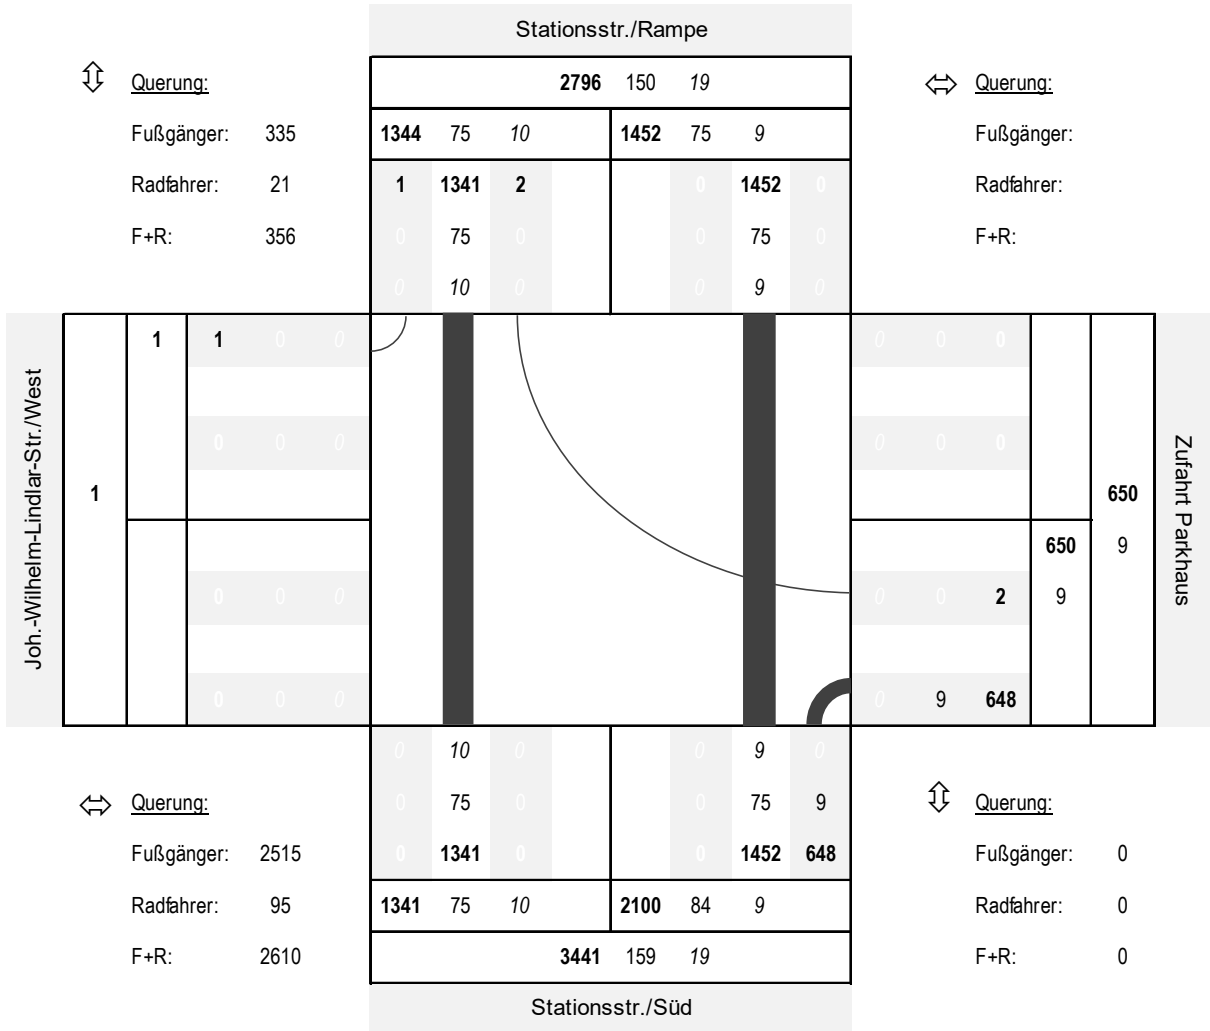 Stationsstr./Rampe
Querung: 2796 150 19 Querung:
Fußgänger: 335 1344 75 10 1452 75 9 Fußgänger:
Radfahrer: 21 1 1341 2 0 1452 0 Radfahrer:
F+R: 356 0 75 0 0 75 0 F+R:
0 10 0 0 9 0
Joh.-Wilhelm-Lindlar-Str./West
1 1 0 0 0 0 0
0 0 0 0 0 0
1 650
650 9
0 0 0 0 0 2 9
0 0 0 0 9 648
Zufahrt Parkhaus
0 10 0 0 9 0
Querung: 0 75 0 0 75 9 Querung:
Fußgänger: 2515 0 1341 0 0 1452 648 Fußgänger: 0
Radfahrer: 95 1341 75 10 2100 84 9 Radfahrer: 0
F+R: 2610 3441 159 19 F+R: 0
Stationsstr./Süd